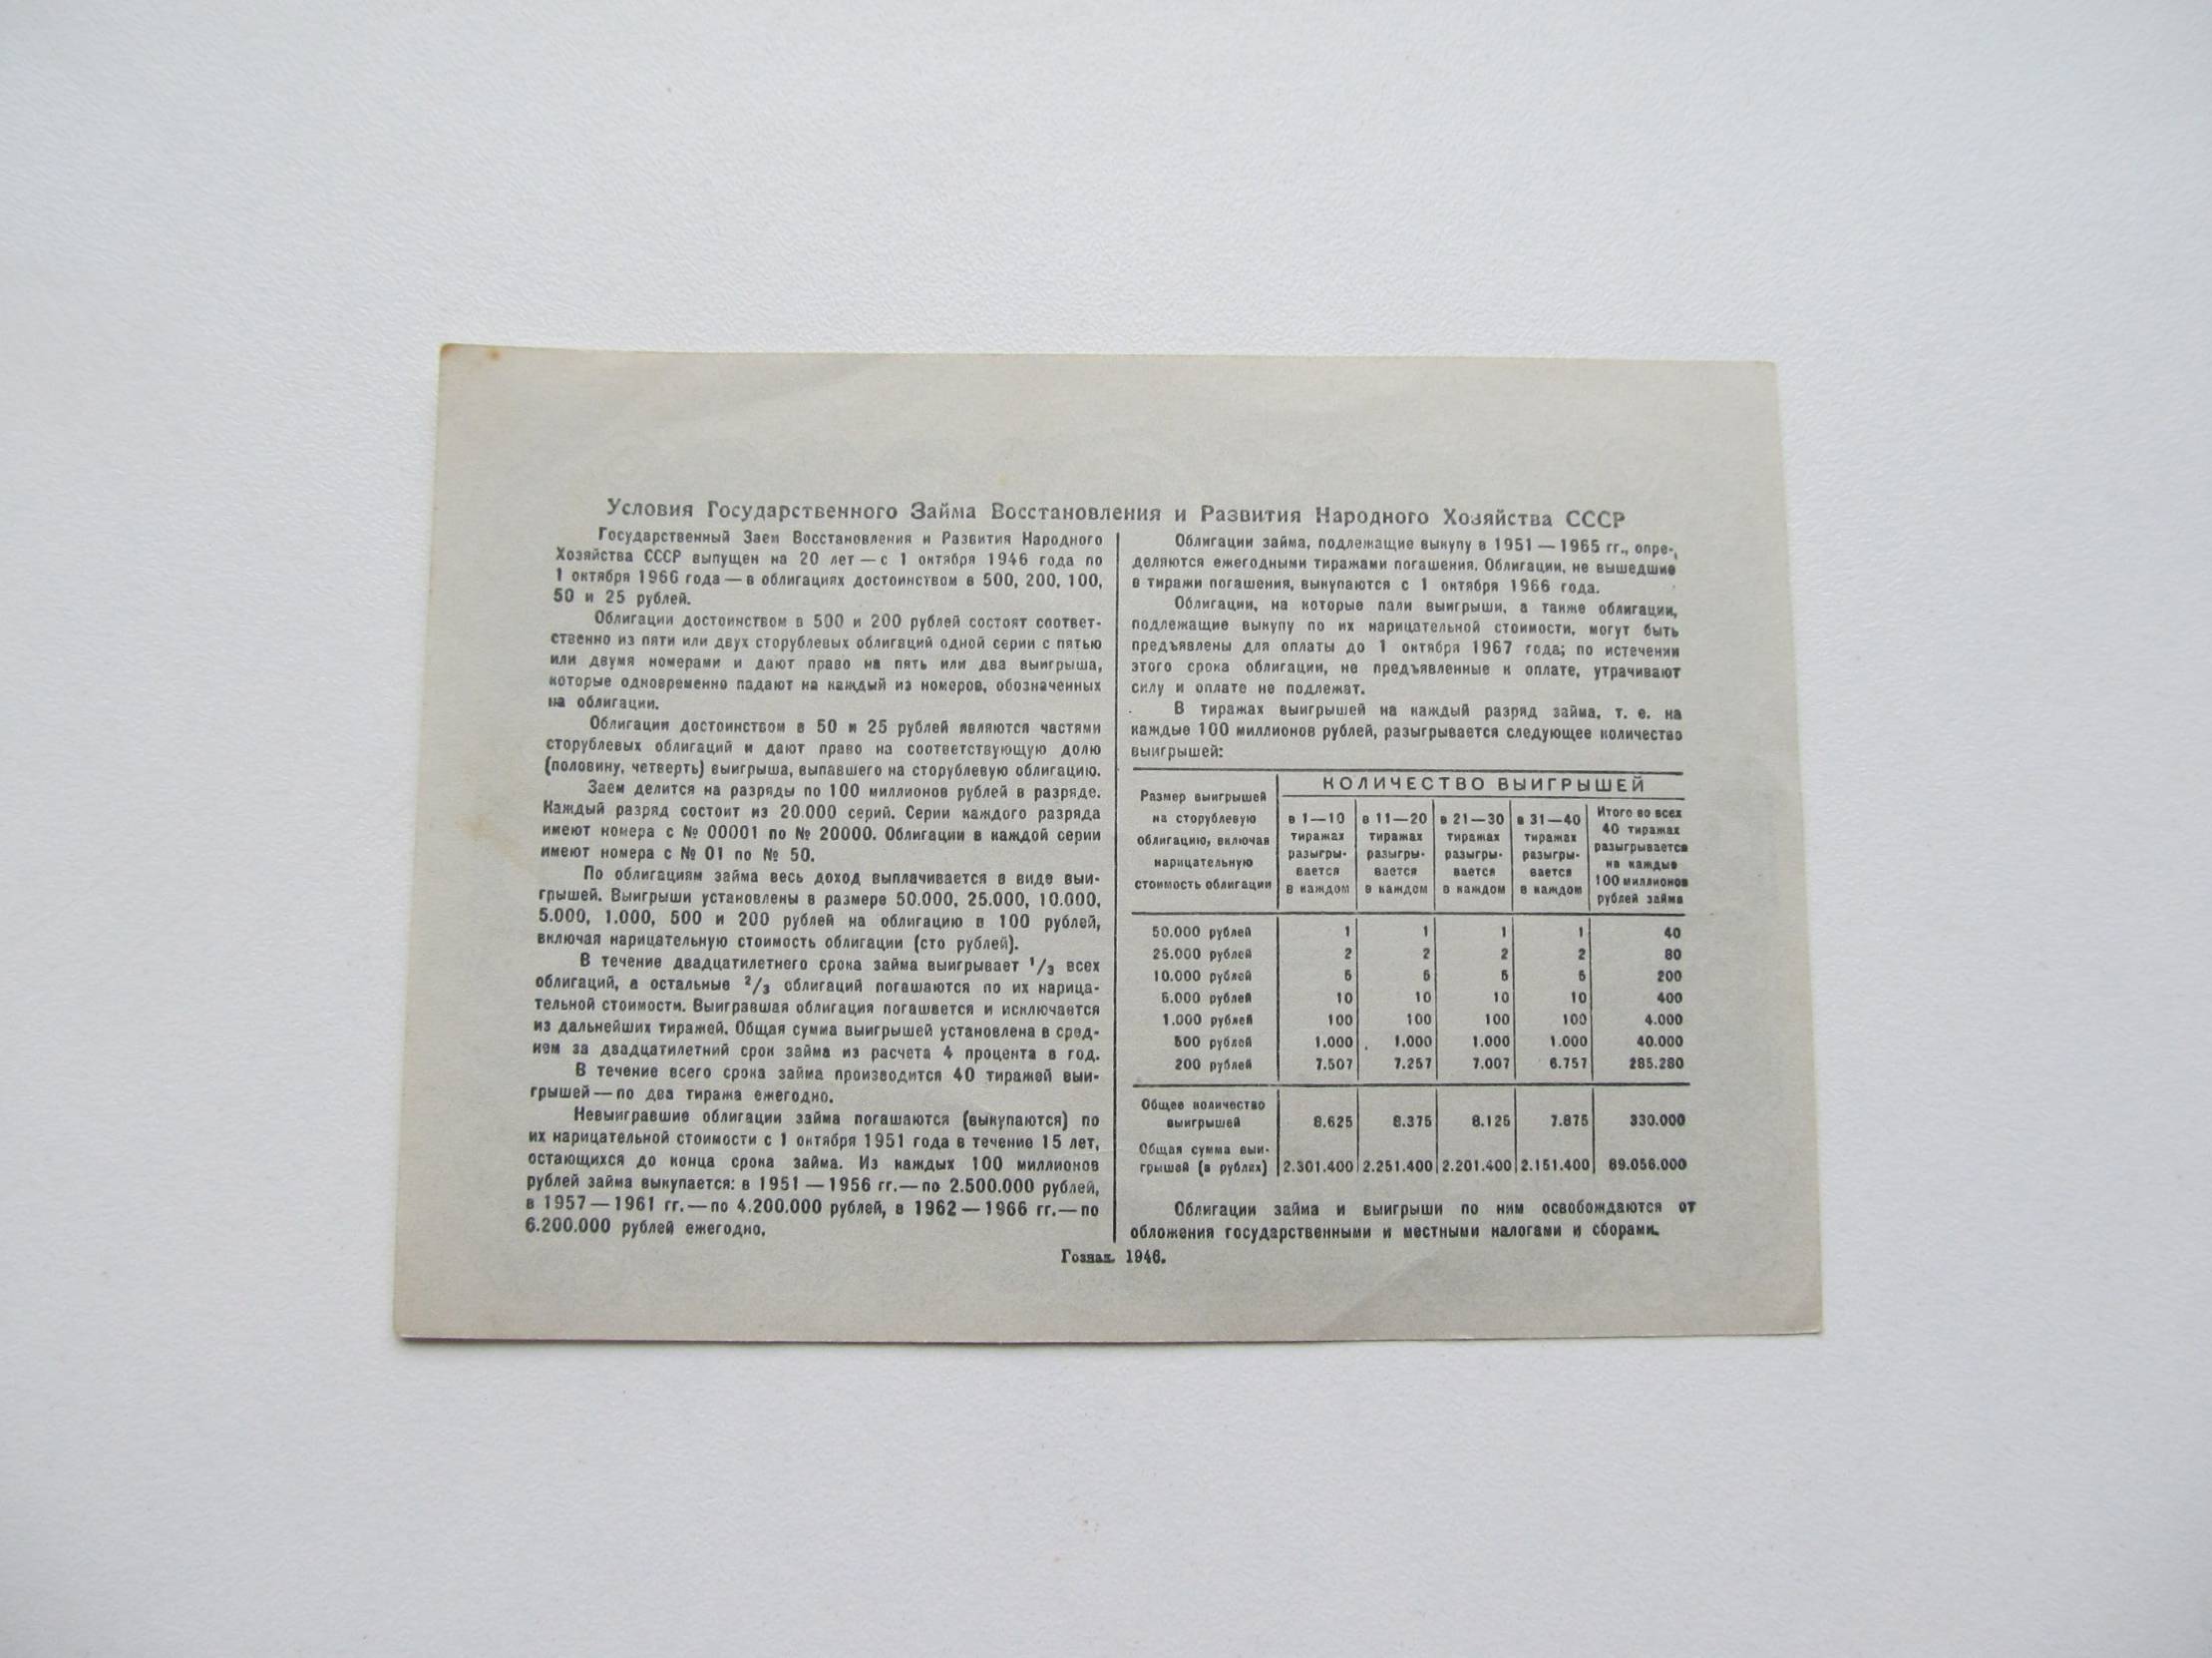 Условия Государственного Займа Восстановления и Развития Народного Хозяйства СССР
Государственный Заем Восстановления и Развития Народного
Хозяйства СССР выпущен на 20 лет — с 1 октября 1946 года по
1 октября 1966 года — в облигациях достоинством в 500, 200, 100,
50 и 25 рублей.
Облигации достоинством в 500 и 200 рублей состоят соответ-
ственно из пяти или двух сторублевых облигаций одной серии с пятью
или двумя номерами и дают право на пять или два выигрыша,
которые одновременно падают на каждый из номеров, обозначенных
на облигации.
Облигации достоинством в 50 и 25 рублей являются частями
сторублевых облигаций и дают право на соответствующую долю
(половину, четверть) выигрыша, выпавшего на сторублевую облигацию.
Заем делится на разряды по 100 миллионов рублей в разряде.
Каждый разряд состоит из 20.000 серий. Серии каждого разряда
имеют номера с № 00001 по № 20000. Облигации в каждой серии
имеют номера с № 01 по № 50.
По облигациям займа весь доход выплачивается в виде выи-
грышей. Выигрыши установлены в размере 50.000, 25.000, 10.000,
5.000, 1.000, 500 и 200 рублей на облигацию в 100 рублей,
включая нарицательную стоимость облигации (сто рублей).
В течение двадцатилетнего срока займа выигрывает 1/3 всех
облигаций, а остальные 2/3 облигаций погашаются по их нарица-
тельной стоимости. Выигравшая облигация погашается и исключается
из дальнейших тиражей. Общая сумма выигрышей установлена в сред-
нем за двадцатилетний срок займа из расчета 4 процента в год.
В течение всего срока займа производится 40 тиражей выи-
грышей — по два тиража ежегодно.
Невыигравшие облигации займа погашаются (выкупаются) по
их нарицательной стоимости с 1 октября 1951 года в течение 15 лет,
остающихся до конца срока займа. Из каждых 100 миллионов
рублей займа выкупается: в 1951 — 1956 гг. — по 2.500.000 рублей,
в 1957 — 1961 гг. — по 4.200.000 рублей, в 1962 — 1966 гг. — по
6.200.000 рублей ежегодно.
Облигации займа, подлежащие выкупу в 1951 — 1965 гг., опре-
деляются ежегодными тиражами погашения. Облигации, не вышедшие
в тиражи погашения, выкупаются с 1 октября 1966 года.
Облигации, на которые пали выигрыши, а также облигации,
подлежащие выкупу по их нарицательной стоимости, могут быть
предъявлены для оплаты до 1 октября 1967 года; по истечении
этого срока облигации, не предъявленные к оплате, утрачивают
силу и оплате не подлежат.
В тиражах выигрышей на каждый разряд займа, т. е. на
каждые 100 миллионов рублей, разыгрывается следующее количество
выигрышей:
Размер выигрышей
на сторублевую
облигацию, включая
нарицательную
стоимость облигации
КОЛИЧЕСТВО ВЫИГРЫШЕЙ
в 1—10
тиражах
разыгры-
вается
в каждом
в 11—20
тиражах
разыгры-
вается
в каждом
в 21—30
тиражах
разыгры-
вается
в каждом
в 31—40
тиражах
разыгры-
вается
в каждом
Итого во всех
40 тиражах
разыгрывается
на каждые
100 миллионов
рублей займа
50.000 рублей 1 1 1 1 40
25.000 рублей 2 2 2 2 80
10.000 рублей 5 5 5 5 200
5.000 рублей 10 10 10 10 400
1.000 рублей 100 100 100 100 4.000
500 рублей 1.000 1.000 1.000 1.000 40.000
200 рублей 7.507 7.257 7.007 6.757 285.280
Общее количество
выигрышей 8.625 8.375 8.125 7.875 330.000
Общая сумма выи-
грышей (в рублях) 2.301.400 2.251.400 2.201.400 2.151.400 89.056.000
Облигации займа и выигрыши по ним освобождаются от
обложения государственными и местными налогами и сборами.
Гознак. 1946.